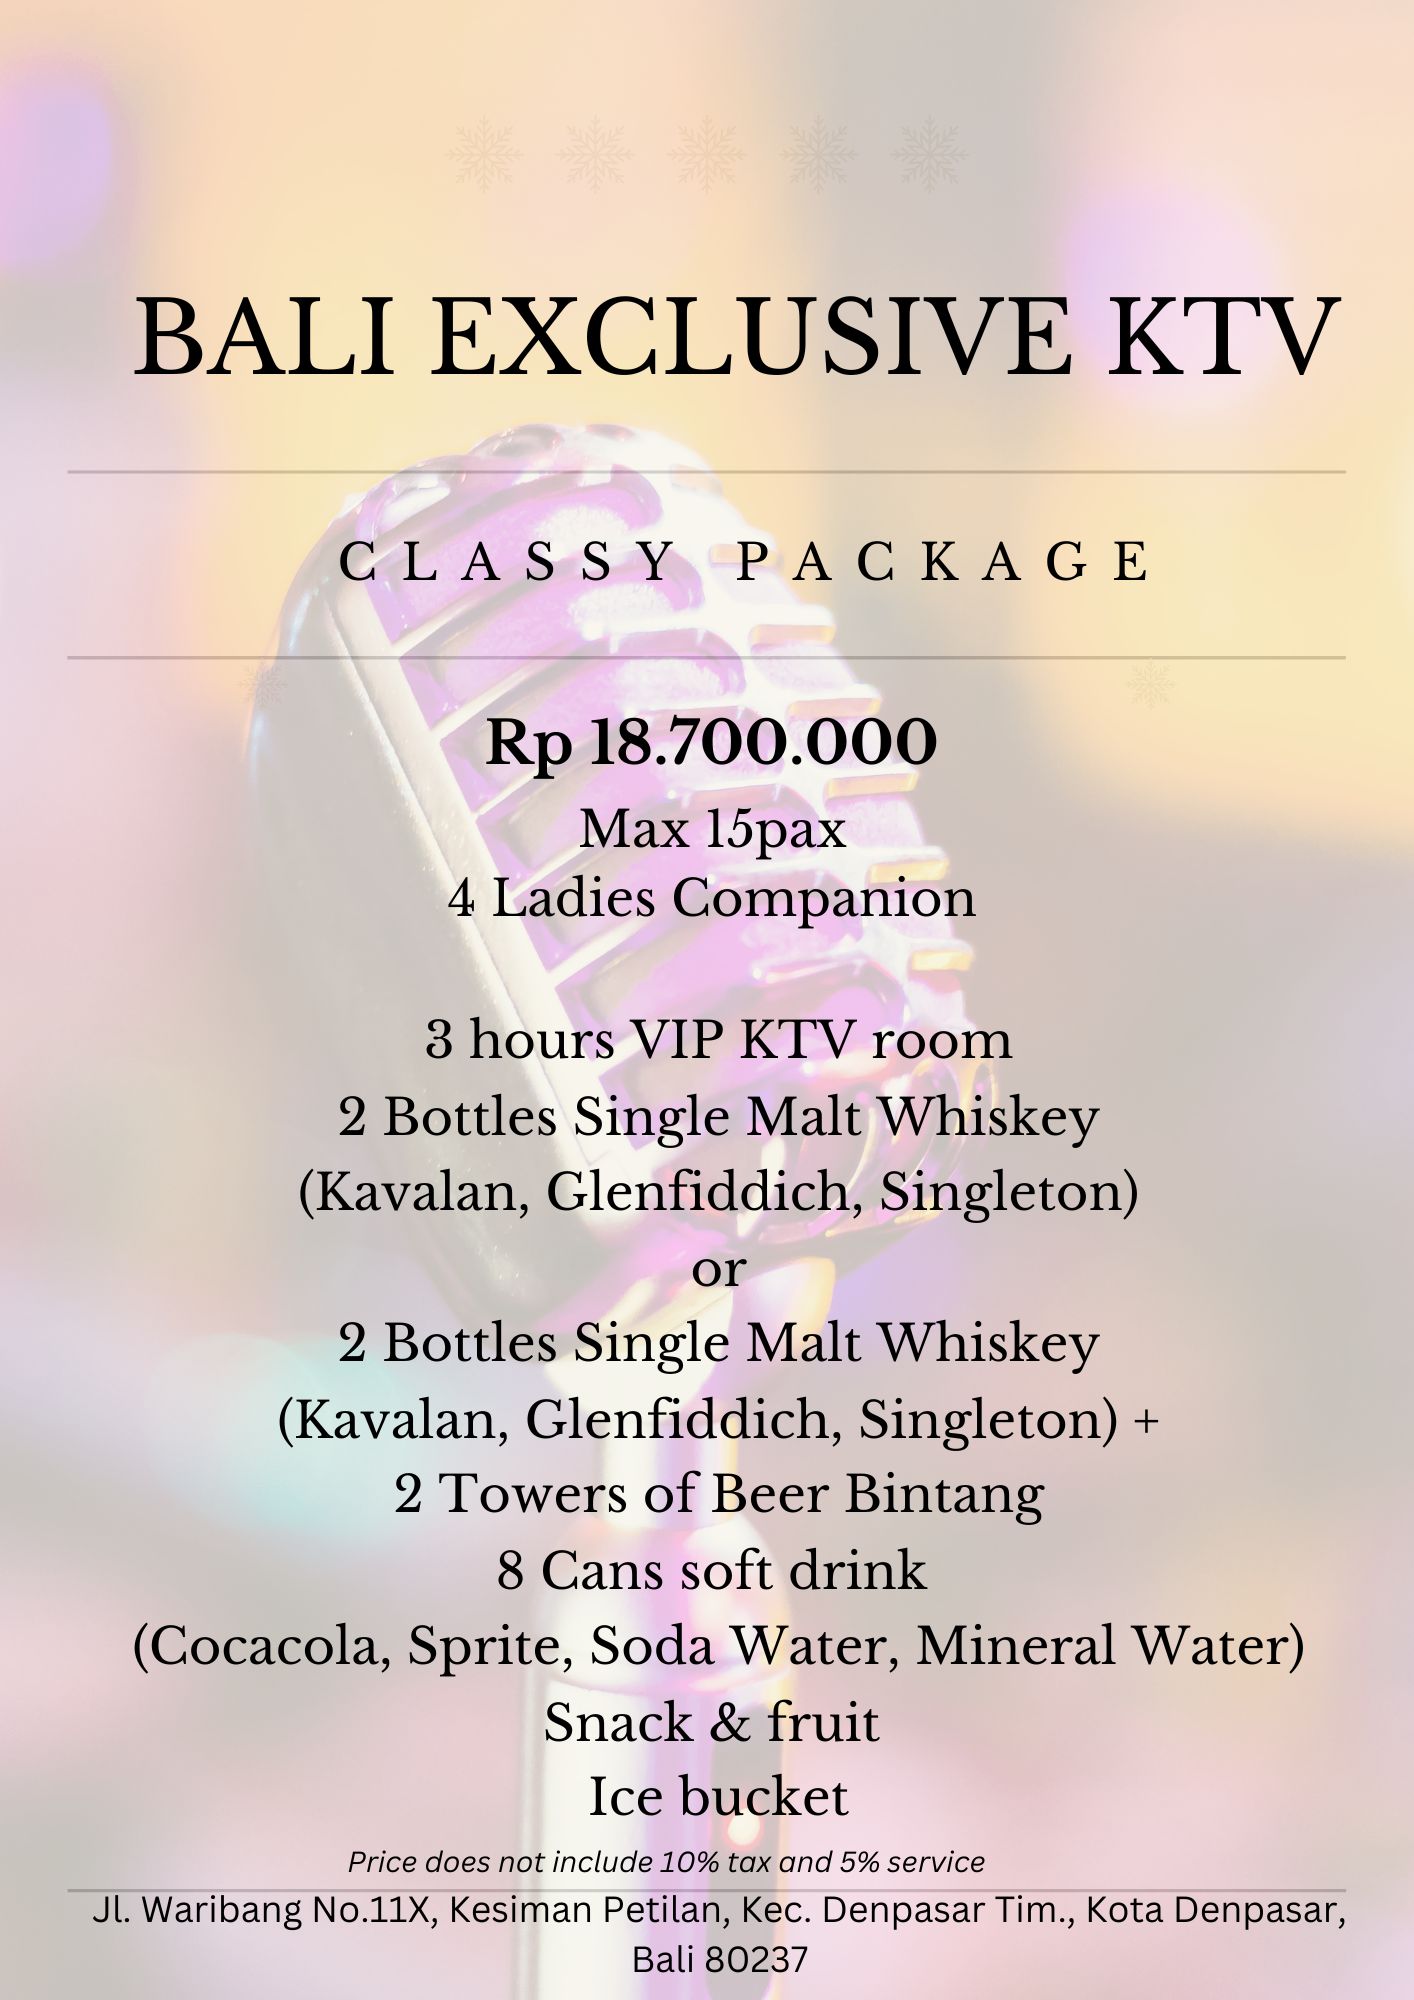 BALI EXCLUSIVE KTV
CLASSY PACKAGE
Rp 18.700.000
Max 15pax
4 Ladies Companion
3 hours VIP KTV room
2 Bottles Single Malt Whiskey
(Kavalan, Glenfiddich, Singleton)
or
2 Bottles Single Malt Whiskey
(Kavalan, Glenfiddich, Singleton) +
2 Towers of Beer Bintang
8 Cans soft drink
(Cocacola, Sprite, Soda Water, Mineral Water)
Snack & fruit
Ice bucket
Price does not include 10% tax and 5% service
Jl. Waribang No.11X, Kesiman Petilan, Kec. Denpasar Tim., Kota Denpasar,
Bali 80237